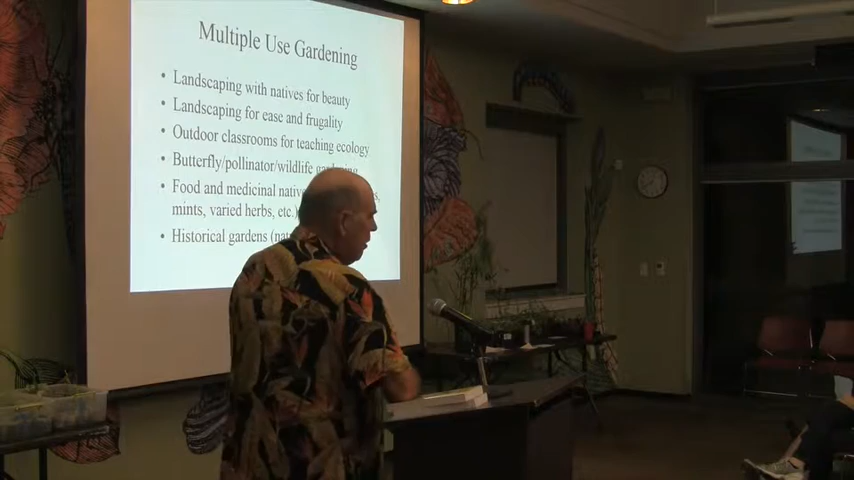 Multiple Use Gardening
• Landscaping with natives for beauty
• Landscaping for ease and frugality
• Outdoor classrooms for teaching ecology
• Butterfly/pollinator/wildlife gardening
• Food and medicinal
mints, varied herbs, etc.)
• Historical gardens